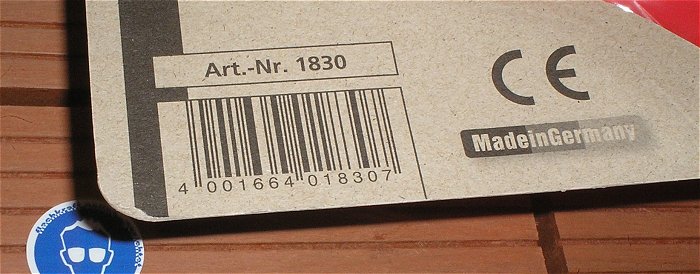 Art.-Nr. 1830
CE
MadeinGermany
4 001664 018307